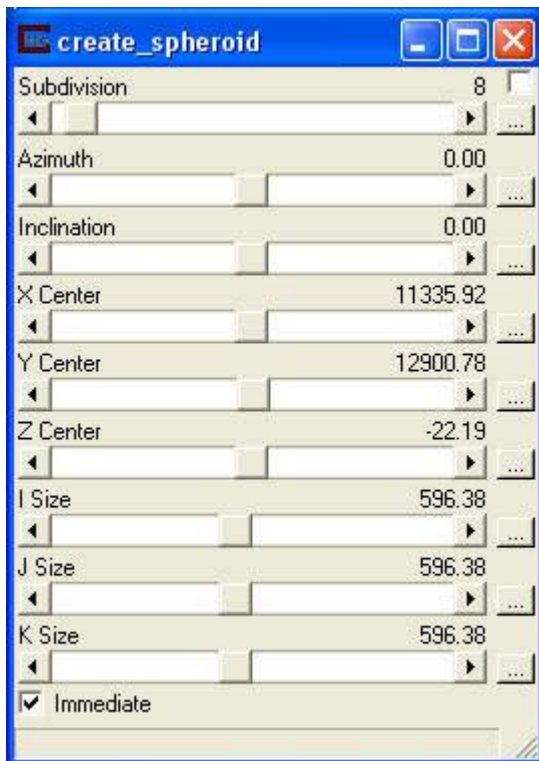 create_spheroid
Subdivision 8
...
Azimuth 0.00
...
Inclination 0.00
...
X Center 11335.92
...
Y Center 12900.78
...
Z Center -22.19
...
I Size 596.38
...
J Size 596.38
...
K Size 596.38
...
Immediate